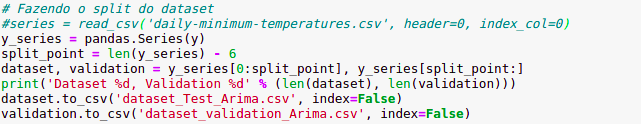 # Fazendo o split do dataset
#series = read_csv('daily-minimum-temperatures.csv', header=0, index_col=0)
y_series = pandas.Series(y)
split_point = len(y_series) - 6
dataset, validation = y_series[0:split_point], y_series[split_point:]
print('Dataset %d, Validation %d' % (len(dataset), len(validation)))
dataset.to_csv('dataset_Test_Arima.csv', index=False)
validation.to_csv('dataset_validation_Arima.csv', index=False)